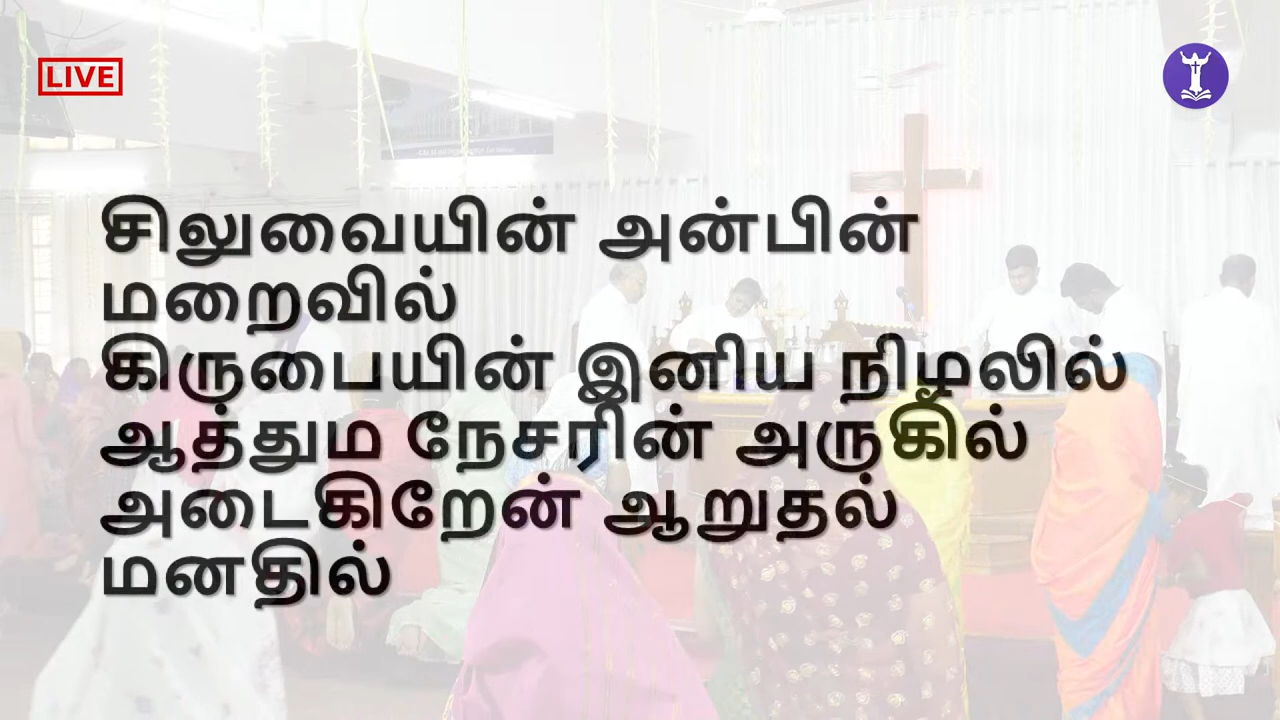 LIVE
சிலுவையின் அன்பின்
மறைவில்
கிருபையின் இனிய நிழலில்
ஆத்தும நேசரின் அருகில்
அடைகிறேன் ஆறுதல்
மனதில்